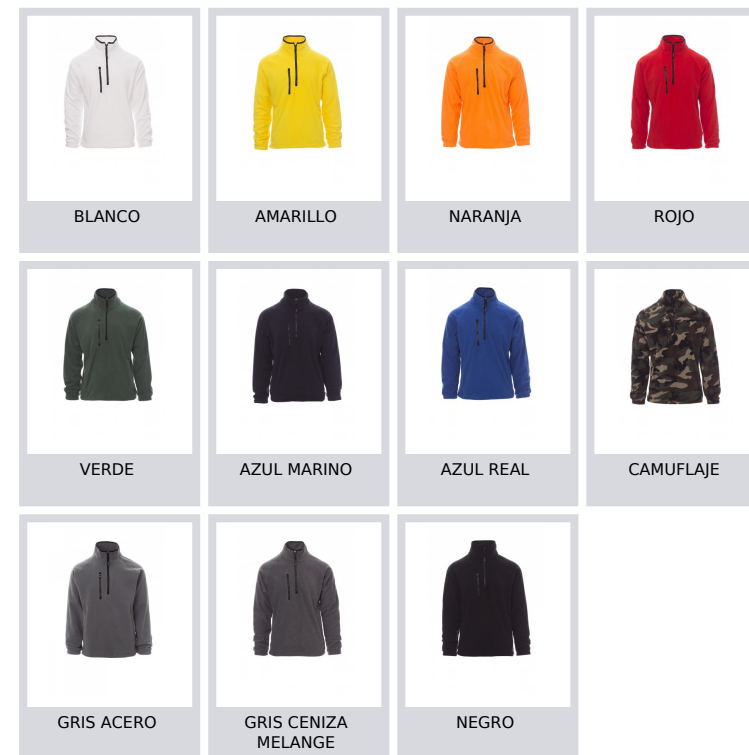 BLANCO
AMARILLO
NARANJA
ROJO
VERDE
AZUL MARINO
AZUL REAL
CAMUFLAJE
GRIS ACERO
GRIS CENIZA
MELANGE
NEGRO